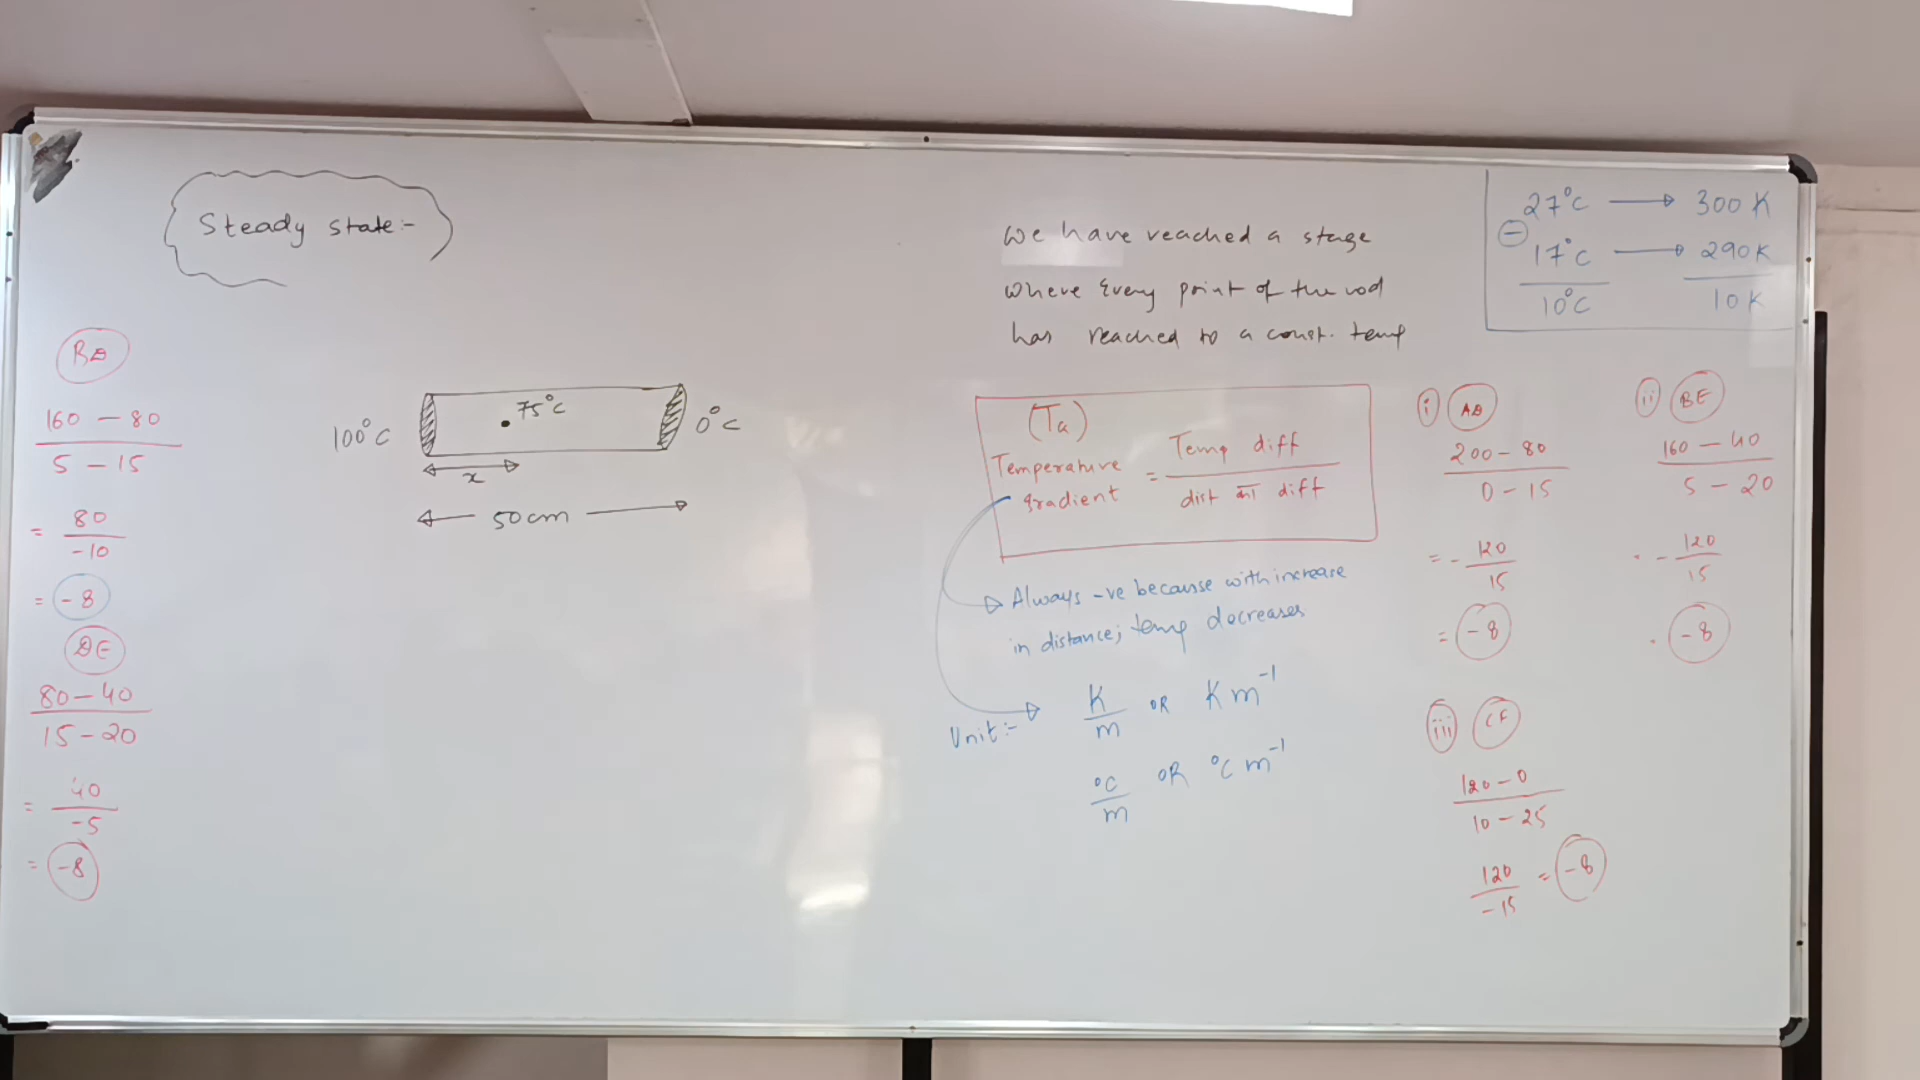 Steady state:-
BD
160 - 80
5 - 15
= 80
-10
= -8
DE
80 - 40
15 - 20
= 40
-5
= -8
100°C
75°C
0°C
x
50cm
We have reached a stage
where Every point of the rod
has reached to a const. temp
27°C → 300 K
⊖
17°C → 290K
10°C
10K
(TG)
Temperature
gradient
= Temp diff
dist diff
Always -ve because with increase
in distance; temp decreases
Unit:- K
m
OR K m⁻¹
°C
m
OR °C m⁻¹
i AD
200 - 80
0 - 15
= - 120
15
= -8
ii BE
160 - 40
5 - 20
- 120
15
-8
iii CF
120 - 0
10 - 25
120
-15
= -8